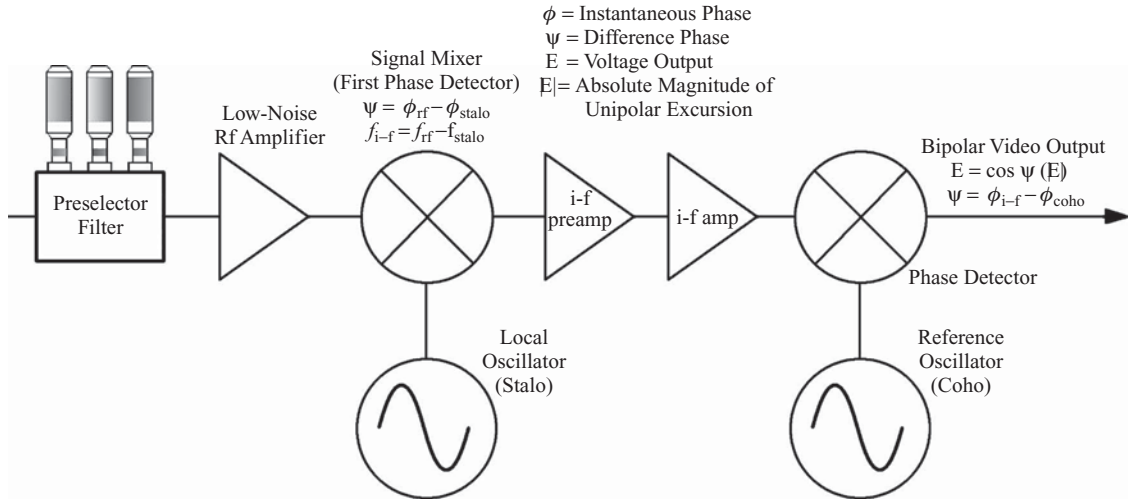 ϕ = Instantaneous Phase
ψ = Difference Phase
E = Voltage Output
|E|= Absolute Magnitude of
Unipolar Excursion
Signal Mixer
(First Phase Detector)
ψ = ϕrf − ϕstalo
fi−f = frf − fstalo
Low-Noise
Rf Amplifier
Bipolar Video Output
E = cos ψ (|E|)
ψ = ϕi−f − ϕcoho
Preselector
Filter
i-f
preamp
i-f amp
Phase Detector
Local
Oscillator
(Stalo)
Reference
Oscillator
(Coho)